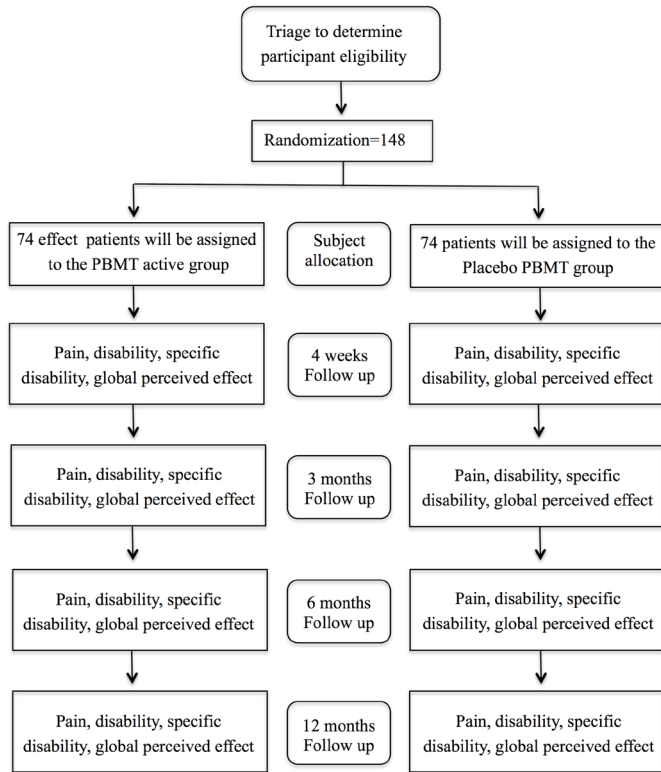 Triage to determine
participant eligibility
Randomization=148
74 effect  patients will be assigned
to the PBMT active group
Subject
allocation
74 patients will be assigned to the
Placebo PBMT group
Pain, disability, specific
disability, global perceived effect
4 weeks
Follow up
Pain, disability, specific
disability, global perceived effect
Pain, disability, specific
disability, global perceived effect
3 months
Follow up
Pain, disability, specific
disability, global perceived effect
Pain, disability, specific
disability, global perceived effect
6 months
Follow up
Pain, disability, specific
disability, global perceived effect
Pain, disability, specific
disability, global perceived effect
12 months
Follow up
Pain, disability, specific
disability, global perceived effect